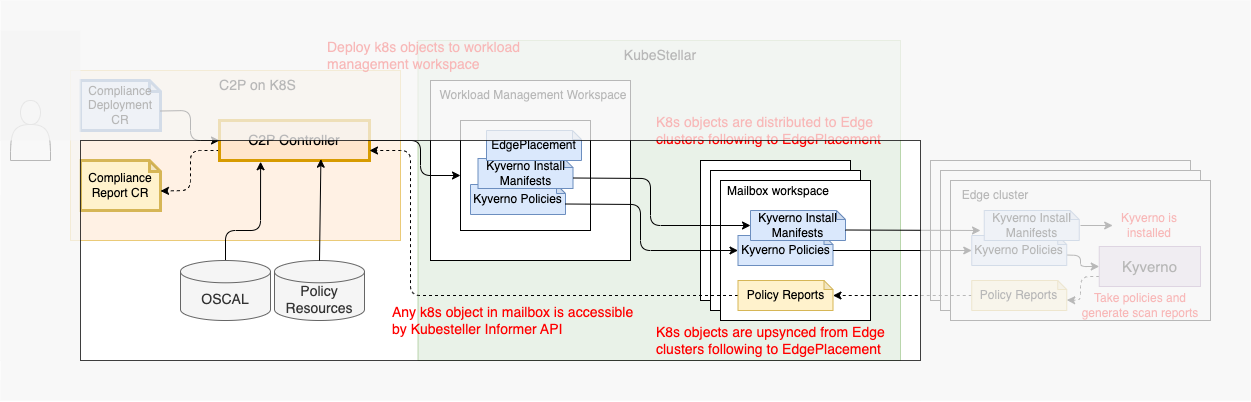 Deploy k8s objects to workload
management workspace
KubeStellar
C2P on K8S
Compliance
Deployment
CR
Workload Management Workspace
C2P Controller
EdgePlacement
K8S objects are distributed to Edge
clusters following to EdgePlacement
Compliance
Report CR
Kyverno Install
Manifests
Kyverno Policies
Mailbox workspace
Kyverno Install
Manifests
Kyverno Policies
Edge cluster
Kyverno Install
Manifests
Kyverno Policies
Kyverno is
installed
Kyverno
OSCAL
Policy
Resources
Policy Reports
Policy Reports
Take policies and
generate scan reports
Any k8s object in mailbox is accessible
by Kubesteller Informer API
K8S objects are upsynced from Edge
clusters following to EdgePlacement